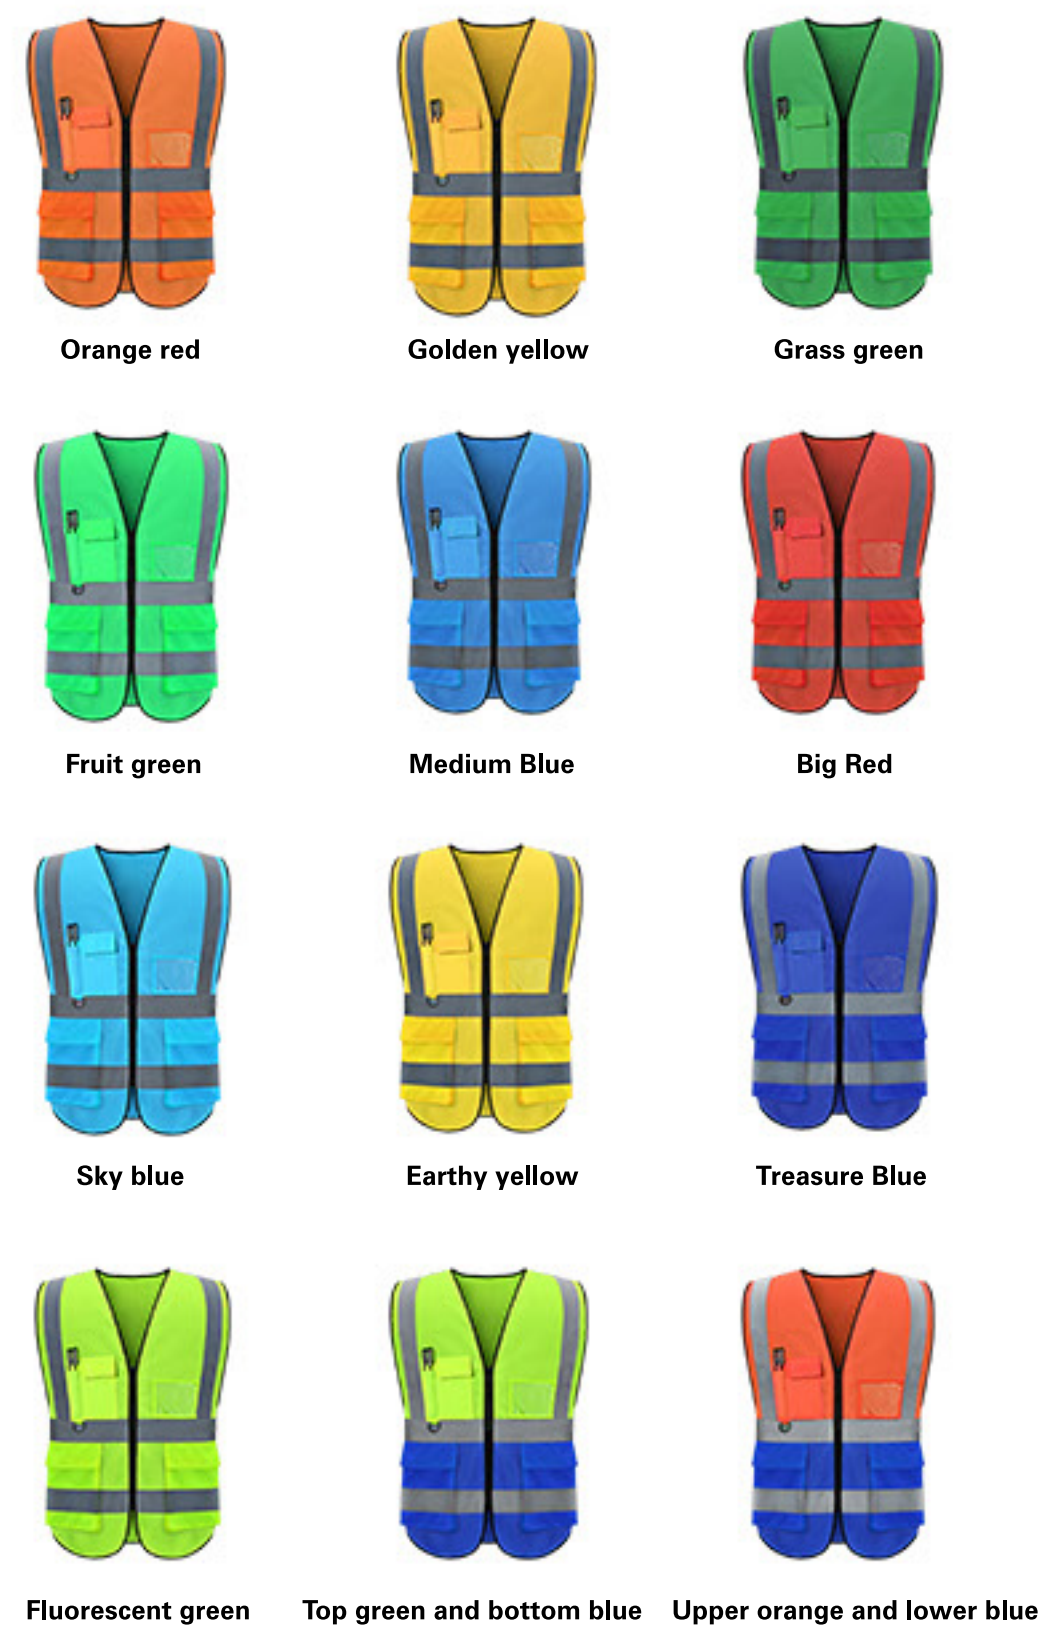 Orange red
Golden yellow
Grass green
Fruit green
Medium Blue
Big Red
Sky blue
Earthy yellow
Treasure Blue
Fluorescent green
Top green and bottom blue
Upper orange and lower blue